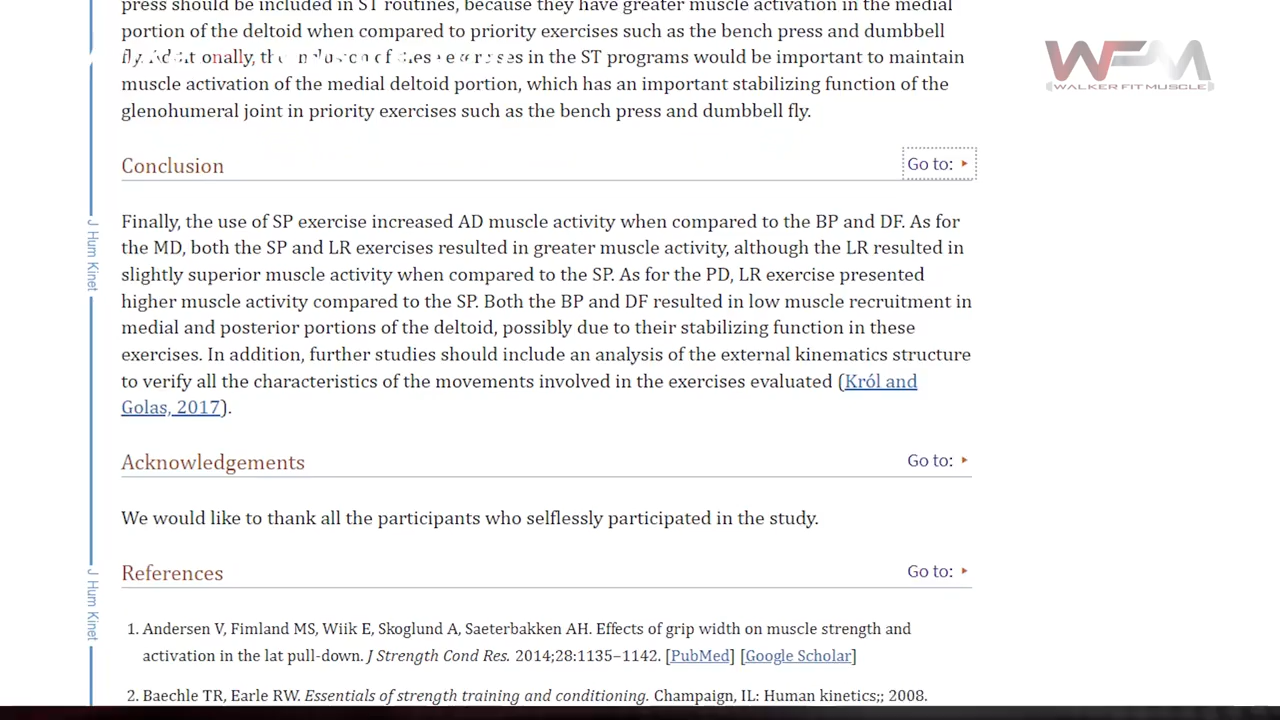 press should be included in ST routines, because they have greater muscle activation in the medial
portion of the deltoid when compared to priority exercises such as the bench press and dumbbell
fly. Additionally, the inclusion of these exercises in the ST programs would be important to maintain
muscle activation of the medial deltoid portion, which has an important stabilizing function of the
glenohumeral joint in priority exercises such as the bench press and dumbbell fly.
WFM
WALKER FIT MUSCLE
Conclusion
Go to:
J Hum Kinet
Finally, the use of SP exercise increased AD muscle activity when compared to the BP and DF. As for
the MD, both the SP and LR exercises resulted in greater muscle activity, although the LR resulted in
slightly superior muscle activity when compared to the SP. As for the PD, LR exercise presented
higher muscle activity compared to the SP. Both the BP and DF resulted in low muscle recruitment in
medial and posterior portions of the deltoid, possibly due to their stabilizing function in these
exercises. In addition, further studies should include an analysis of the external kinematics structure
to verify all the characteristics of the movements involved in the exercises evaluated (Król and
Golas, 2017).
Acknowledgements
Go to:
We would like to thank all the participants who selflessly participated in the study.
References
Go to:
J Hum Kinet
1. Andersen V, Fimland MS, Wiik E, Skoglund A, Saeterbakken AH. Effects of grip width on muscle strength and
activation in the lat pull-down. J Strength Cond Res. 2014;28:1135–1142. [PubMed] [Google Scholar]
2. Baechle TR, Earle RW. Essentials of strength training and conditioning. Champaign, IL: Human kinetics;; 2008.